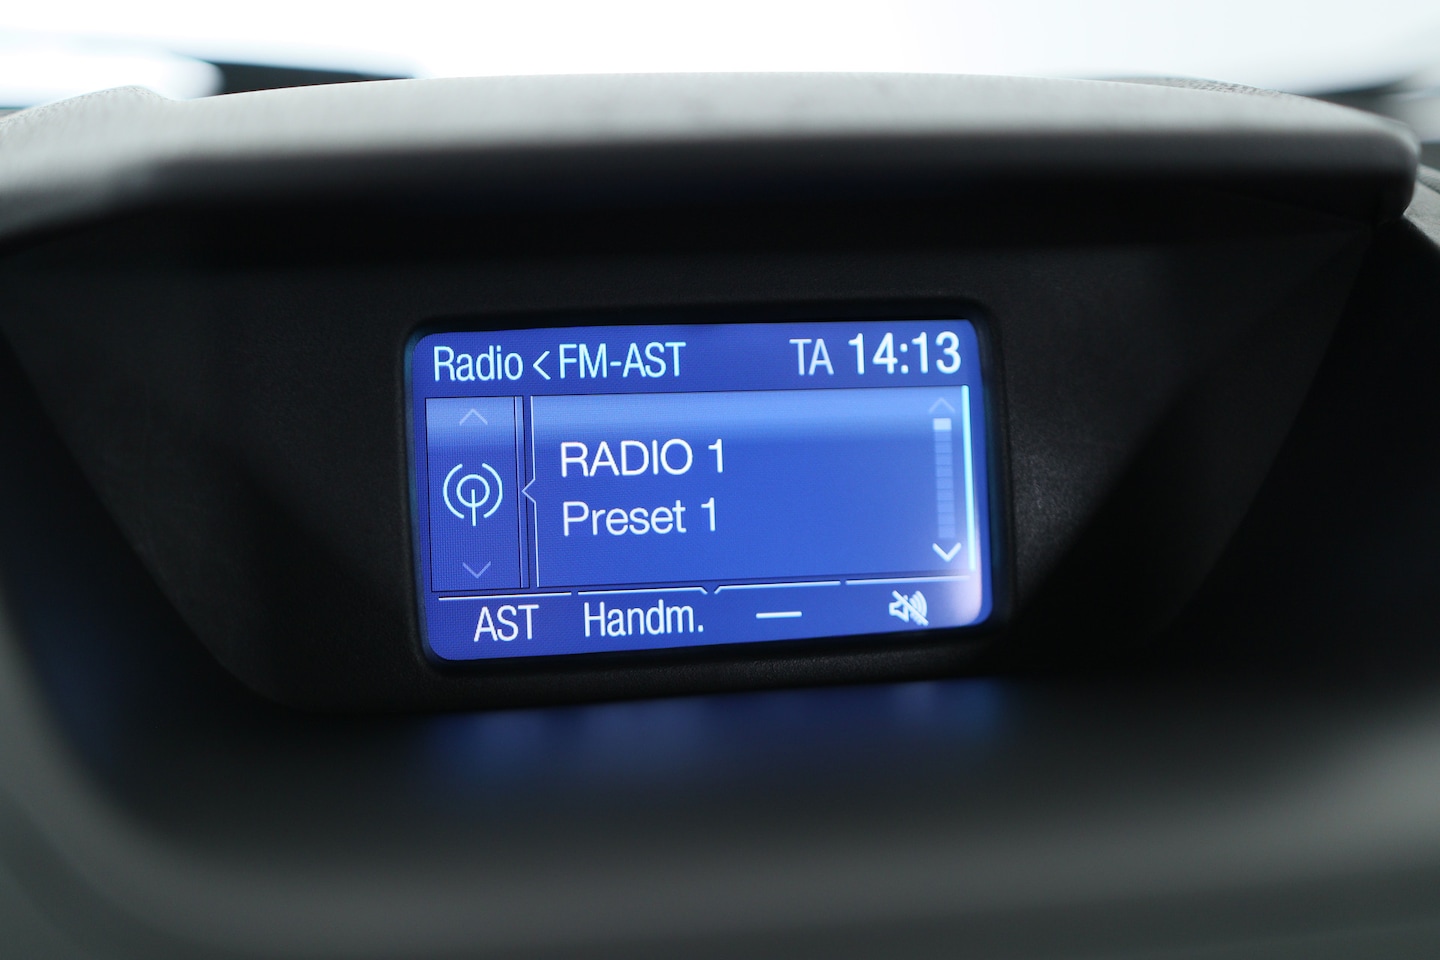 Radio < FM-AST TA 14:13
RADIO 1
Preset 1
AST Handm. —